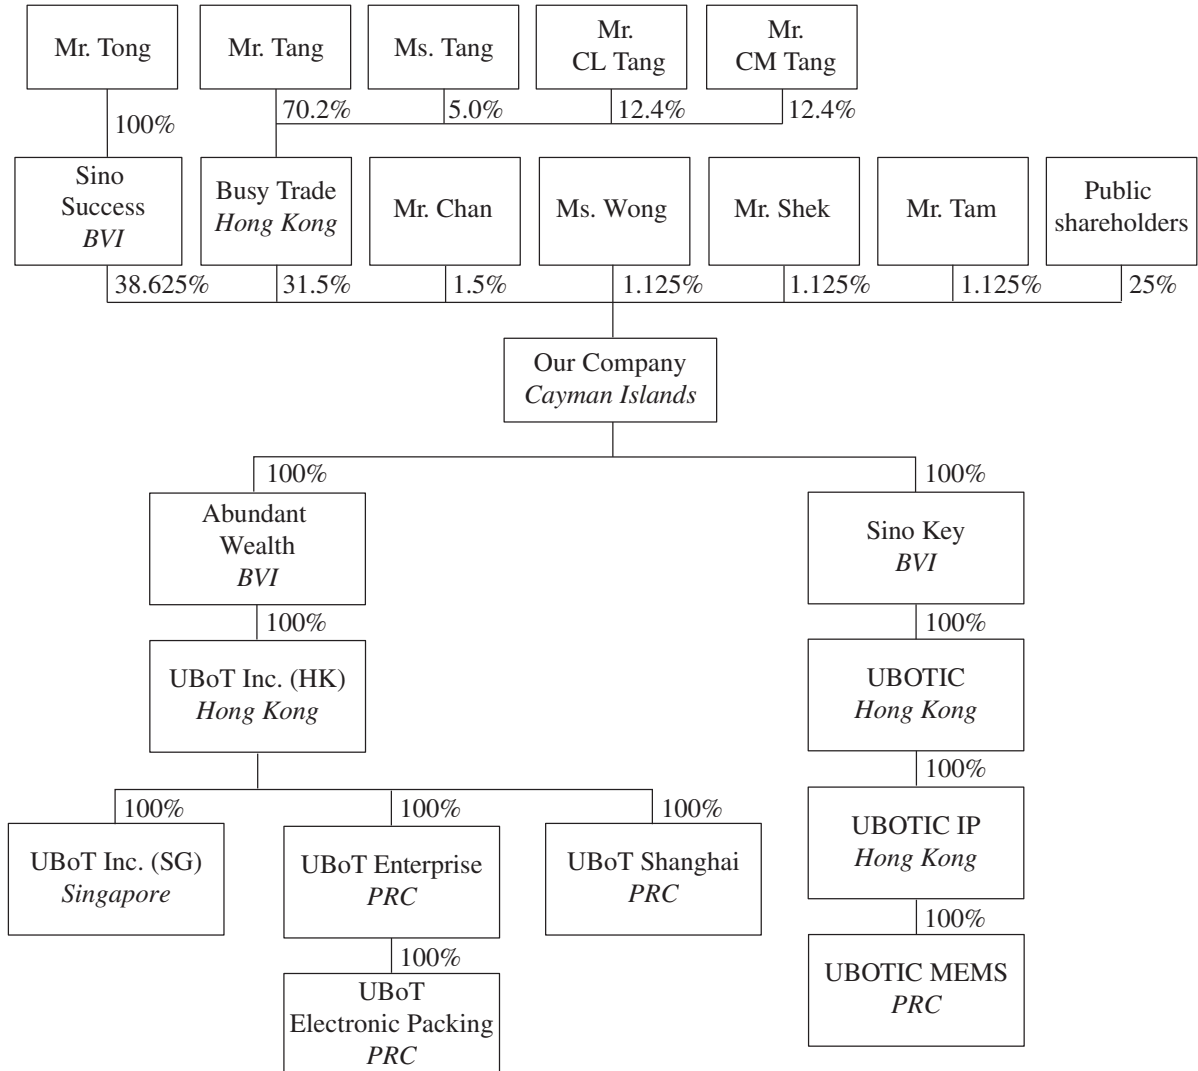 Mr. Tong
Mr. Tang
Ms. Tang
Mr.
CL Tang
Mr.
CM Tang
100%
70.2%
5.0%
12.4%
12.4%
Sino
Success
BVI
Busy Trade
Hong Kong
Mr. Chan
Ms. Wong
Mr. Shek
Mr. Tam
Public
shareholders
38.625%
31.5%
1.5%
1.125%
1.125%
1.125%
25%
Our Company
Cayman Islands
100%
100%
Abundant
Wealth
BVI
Sino Key
BVI
100%
100%
UBoT Inc. (HK)
Hong Kong
UBOTIC
Hong Kong
100%
100%
100%
100%
UBoT Inc. (SG)
Singapore
UBoT Enterprise
PRC
UBoT Shanghai
PRC
UBOTIC IP
Hong Kong
100%
100%
UBoT
Electronic Packing
PRC
UBOTIC MEMS
PRC